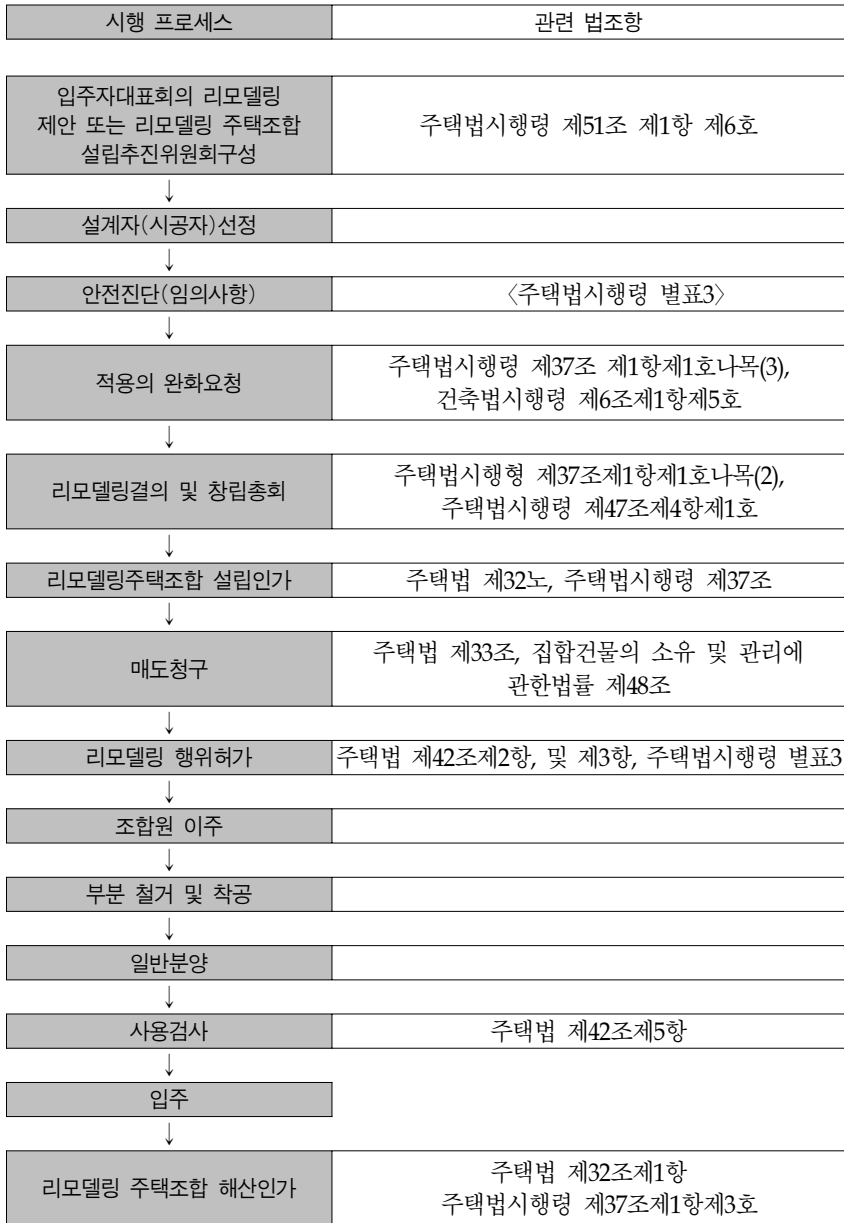 시행 프로세스
관련 법조항
입주자대표회의 리모델링
제안 또는 리모델링 주택조합
설립추진위원회구성
주택법시행령 제51조 제1항 제6호
↓
설계자(시공자)선정
↓
안전진단(임의사항)
〈주택법시행령 별표3〉
↓
적용의 완화요청
주택법시행령 제37조 제1항제1호나목(3),
건축법시행령 제6조제1항제5호
↓
리모델링결의 및 창립총회
주택법시행형 제37조제1항제1호나목(2),
주택법시행령 제47조제4항제1호
↓
리모델링주택조합 설립인가
주택법 제32노, 주택법시행령 제37조
↓
매도청구
주택법 제33조, 집합건물의 소유 및 관리에
관한법률 제48조
↓
리모델링 행위허가
주택법 제42조제2항, 및 제3항, 주택법시행령 별표3
↓
조합원 이주
↓
부분 철거 및 착공
↓
일반분양
↓
사용검사
주택법 제42조제5항
↓
입주
↓
리모델링 주택조합 해산인가
주택법 제32조제1항
주택법시행령 제37조제1항제3호